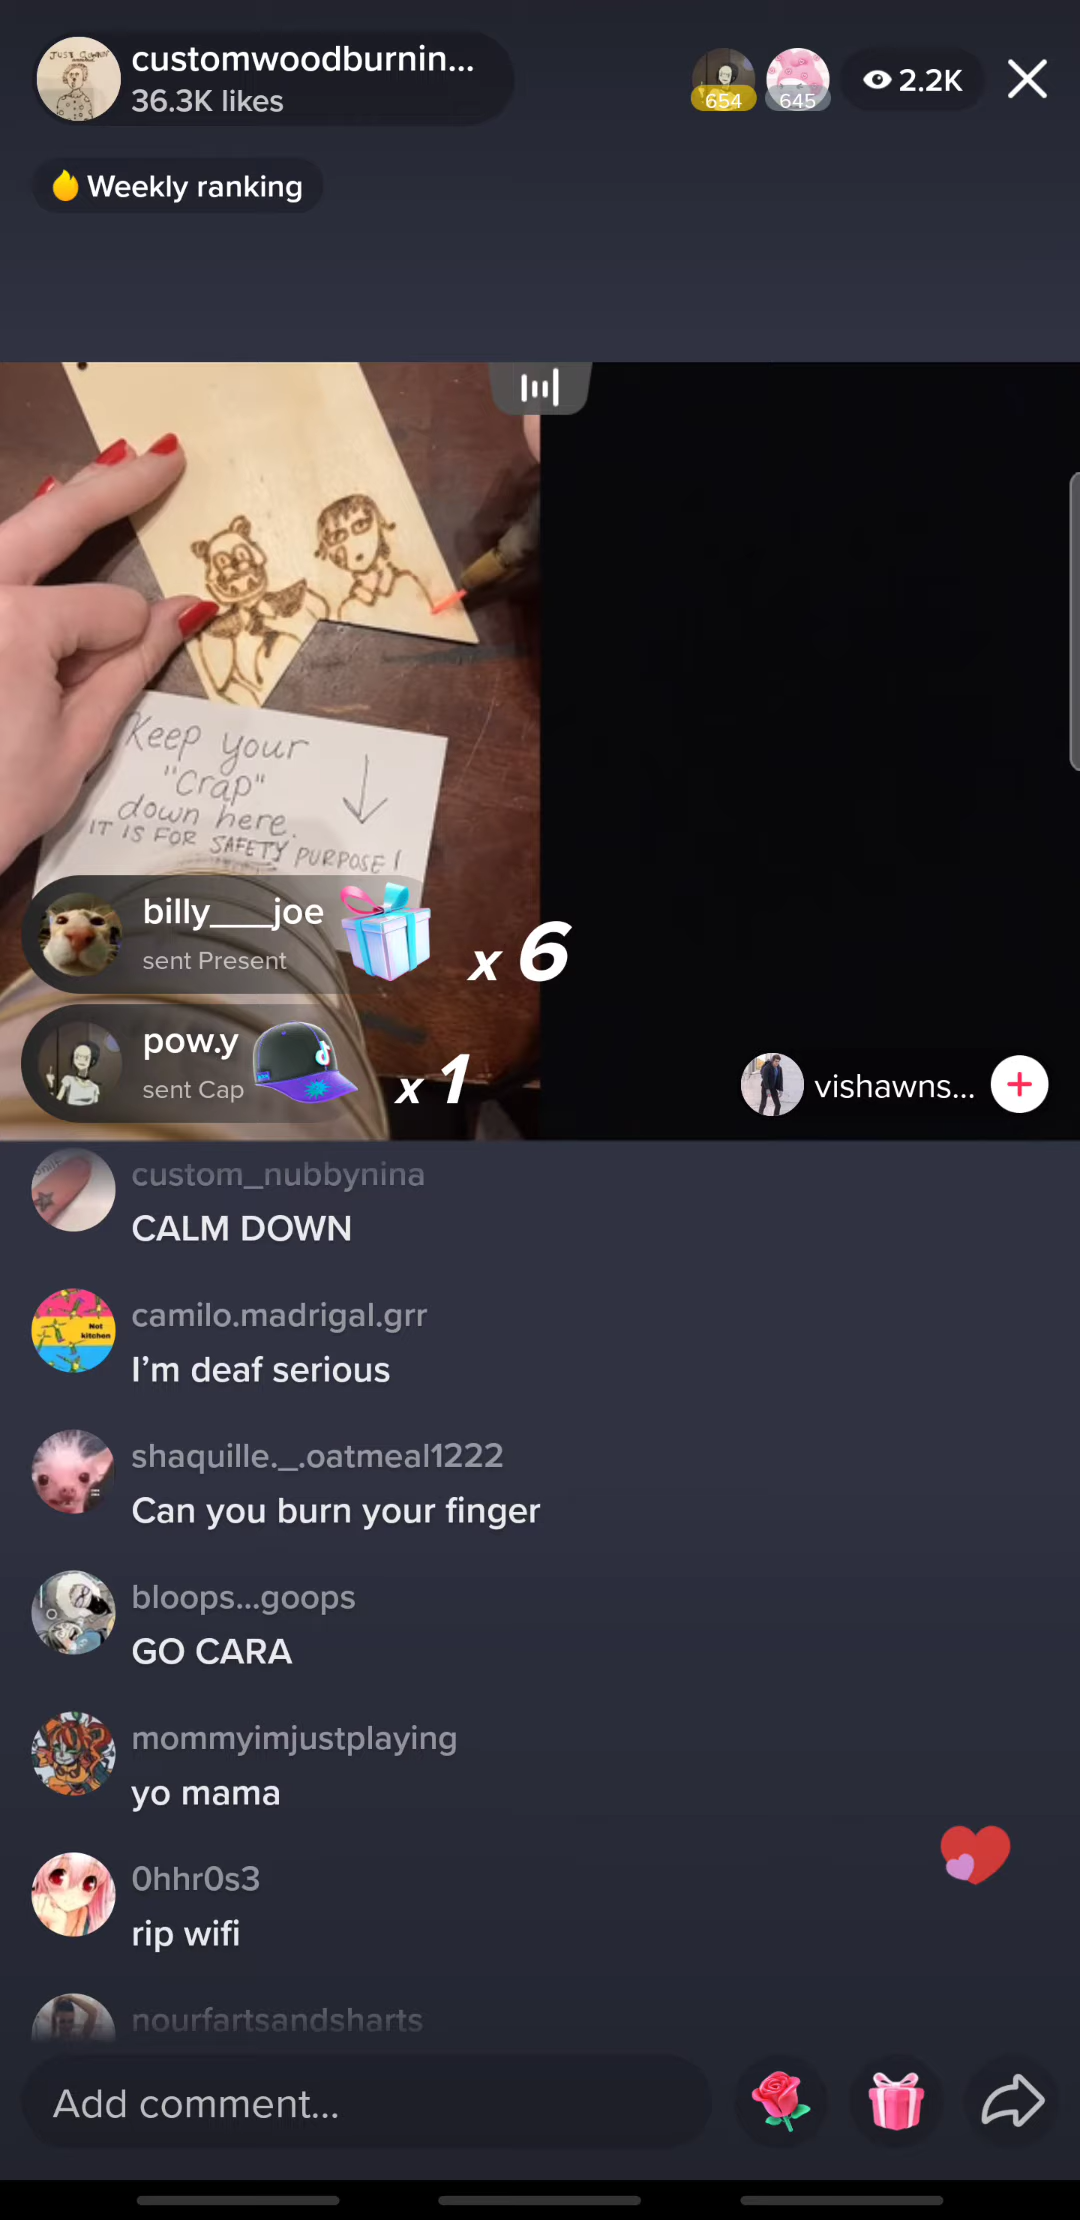 customwoodburnin...
36.3K likes
654
645
2.2K
Weekly ranking
Keep your
"Crap"
down here.
IT IS FOR SAFETY PURPOSE!
billy___joe
sent Present
x 6
pow.y
sent Cap
x 1
vishawns...
custom_nubbynina
CALM DOWN
camilo.madrigal.grr
Not
kitchen
I'm deaf serious
shaquille._.oatmeal1222
Can you burn your finger
bloops...goops
GO CARA
mommyimjustplaying
yo mama
0hhr0s3
rip wifi
nourfartsandsharts
Add comment...